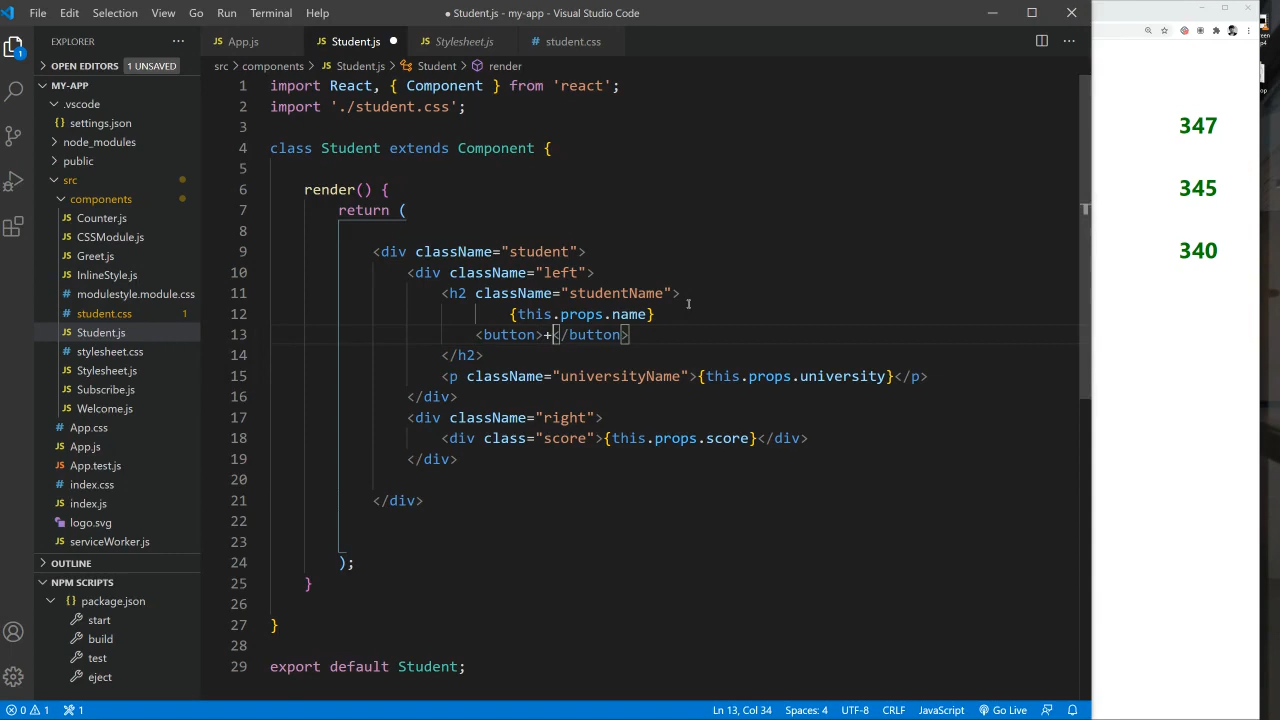 File Edit Selection View Go Run Terminal Help
● Student.js - my-app - Visual Studio Code
EXPLORER
App.js
Student.js
Stylesheet.js
student.css
OPEN EDITORS 1 UNSAVED
src > components > Student.js > Student > render
MY-APP
.vscode
settings.json
node_modules
public
src
components
Counter.js
CSSModule.js
Greet.js
InlineStyle.js
modulestyle.module.css
student.css 1
Student.js
stylesheet.css
Stylesheet.js
Subscribe.js
Welcome.js
App.css
App.js
App.test.js
index.css
index.js
logo.svg
serviceWorker.js
OUTLINE
NPM SCRIPTS
package.json
start
build
test
eject
1 import React, { Component } from 'react';
2 import './student.css';
3
4 class Student extends Component {
5
6 render() {
7 return (
8
9 <div className="student">
10 <div className="left">
11 <h2 className="studentName">
12 {this.props.name}
13 <button>+</button>
14 </h2>
15 <p className="universityName">{this.props.university}</p>
16 </div>
17 <div className="right">
18 <div class="score">{this.props.score}</div>
19 </div>
20
21 </div>
22
23
24 );
25 }
26
27 }
28
29 export default Student;
347
345
340
1
0 1 1
Ln 13, Col 34 Spaces: 4 UTF-8 CRLF JavaScript Go Live